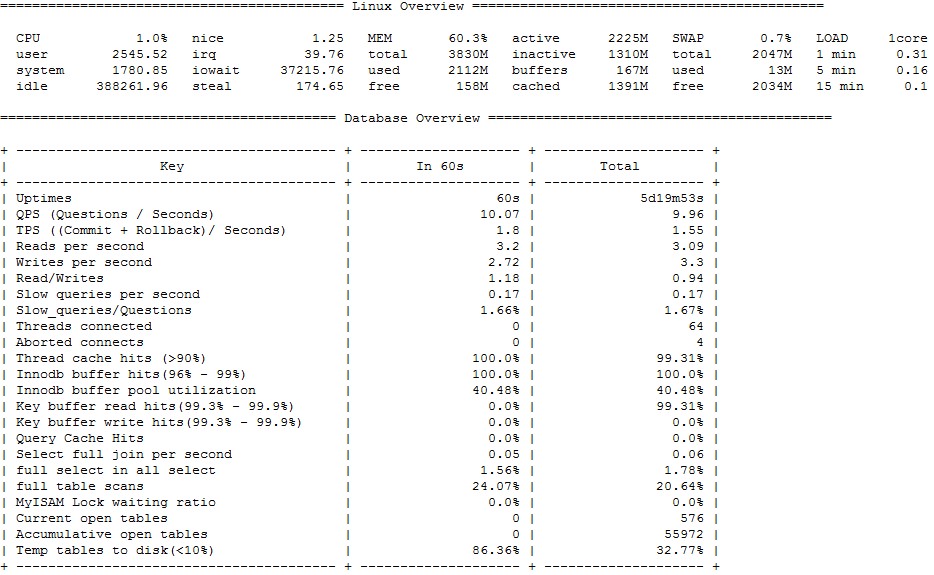 =========================================== Linux Overview ============================================
CPU 1.0% nice 1.25 MEM 60.3% active 2225M SWAP 0.7% LOAD 1core
user 2545.52 irq 39.76 total 3830M inactive 1310M total 2047M 1 min 0.31
system 1780.85 iowait 37215.76 used 2112M buffers 167M used 13M 5 min 0.16
idle 388261.96 steal 174.65 free 158M cached 1391M free 2034M 15 min 0.1
========================================== Database Overview ===========================================
+ ---------------------------------------- + -------------------- + -------------------- +
| Key | In 60s | Total |
+ ---------------------------------------- + -------------------- + -------------------- +
| Uptimes | 60s | 5d19m53s |
| QPS (Questions / Seconds) | 10.07 | 9.96 |
| TPS ((Commit + Rollback)/ Seconds) | 1.8 | 1.55 |
| Reads per second | 3.2 | 3.09 |
| Writes per second | 2.72 | 3.3 |
| Read/Writes | 1.18 | 0.94 |
| Slow queries per second | 0.17 | 0.17 |
| Slow_queries/Questions | 1.66% | 1.67% |
| Threads connected | 0 | 64 |
| Aborted connects | 0 | 4 |
| Thread cache hits (>90%) | 100.0% | 99.31% |
| Innodb buffer hits(96% - 99%) | 100.0% | 100.0% |
| Innodb buffer pool utilization | 40.48% | 40.48% |
| Key buffer read hits(99.3% - 99.9%) | 0.0% | 99.31% |
| Key buffer write hits(99.3% - 99.9%) | 0.0% | 0.0% |
| Query Cache Hits | 0.0% | 0.0% |
| Select full join per second | 0.05 | 0.06 |
| full select in all select | 1.56% | 1.78% |
| full table scans | 24.07% | 20.64% |
| MyISAM Lock waiting ratio | 0.0% | 0.0% |
| Current open tables | 0 | 576 |
| Accumulative open tables | 0 | 55972 |
| Temp tables to disk(<10%) | 86.36% | 32.77% |
+ ---------------------------------------- + -------------------- + -------------------- +